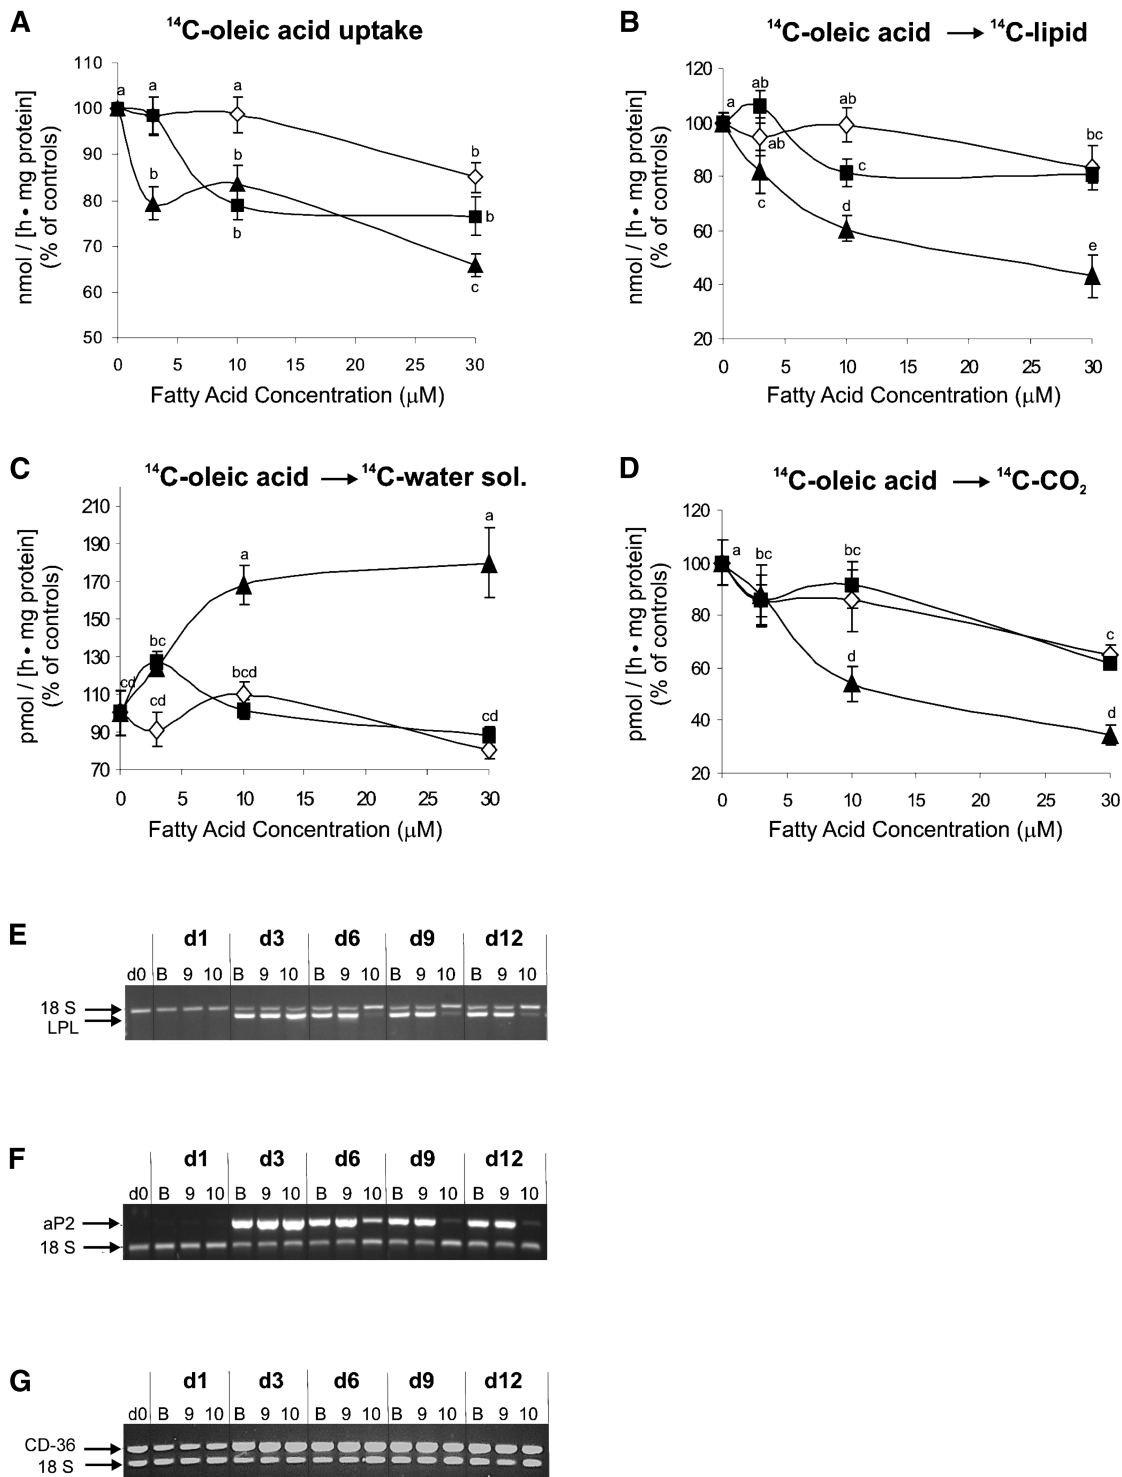 A
¹⁴C-oleic acid uptake
nmol / [h • mg protein]
(% of controls)
110
100
90
80
70
60
50
a
a
a
b
b
b
b
b
b
c
0 5 10 15 20 25 30
Fatty Acid Concentration (µM)
B
¹⁴C-oleic acid → ¹⁴C-lipid
nmol / [h • mg protein]
(% of controls)
120
100
80
60
40
20
a
ab
ab
ab
bc
c
c
d
e
0 5 10 15 20 25 30
Fatty Acid Concentration (µM)
C
¹⁴C-oleic acid → ¹⁴C-water sol.
pmol / [h • mg protein]
(% of controls)
210
190
170
150
130
110
90
70
a
a
bc
cd
bcd
cd
cd
0 5 10 15 20 25 30
Fatty Acid Concentration (µM)
D
¹⁴C-oleic acid → ¹⁴C-CO₂
pmol / [h • mg protein]
(% of controls)
120
100
80
60
40
20
a
bc
bc
c
d
d
0 5 10 15 20 25 30
Fatty Acid Concentration (µM)
E
d1 d3 d6 d9 d12
d0 B 9 10 B 9 10 B 9 10 B 9 10 B 9 10
18 S
LPL
F
d1 d3 d6 d9 d12
d0 B 9 10 B 9 10 B 9 10 B 9 10 B 9 10
aP2
18 S
G
d1 d3 d6 d9 d12
d0 B 9 10 B 9 10 B 9 10 B 9 10 B 9 10
CD-36
18 S